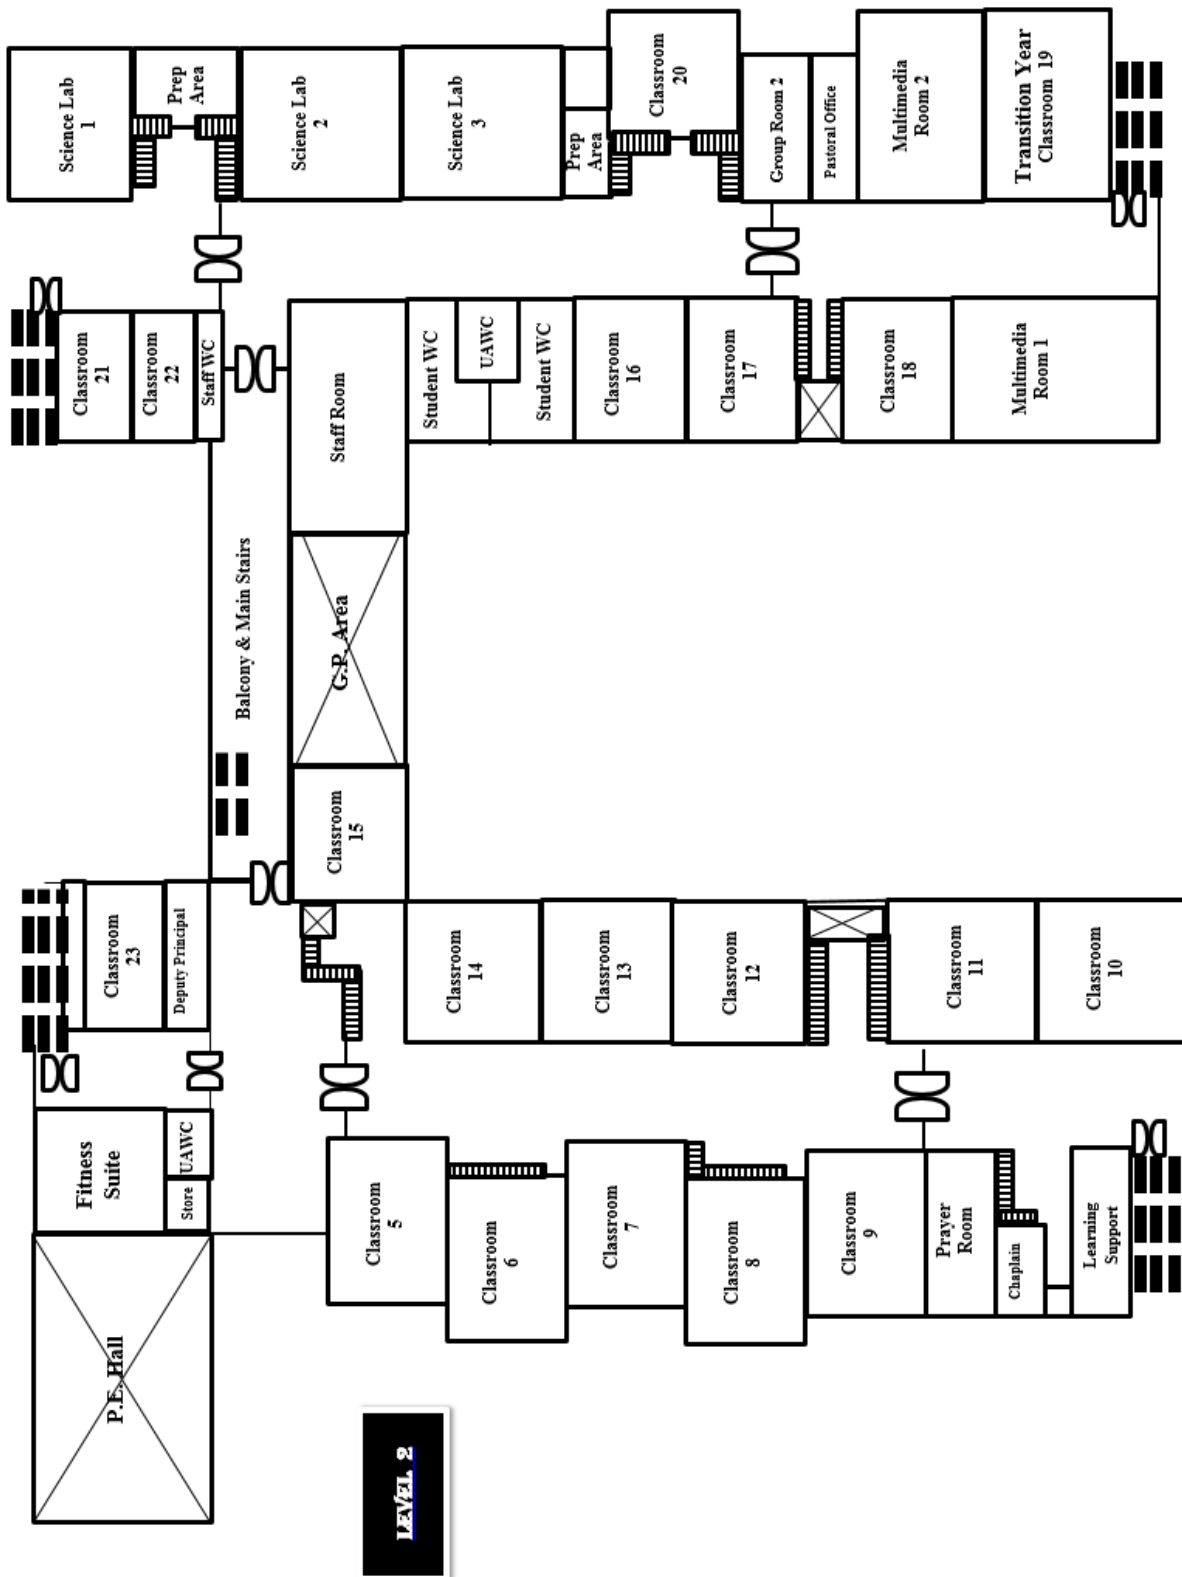 Science Lab
1
Prep
Area
Science Lab
2
Science Lab
3
Prep
Area
Classroom
20
Group Room 2
Pastoral Office
Multimedia
Room 2
Transition Year
Classroom 19
Classroom
21
Classroom
22
Staff WC
Staff Room
Student WC
UAWC
Student WC
Classroom
16
Classroom
17
Classroom
18
Multimedia
Room 1
Balcony & Main Stairs
G.P. Area
Classroom
15
Classroom
23
Deputy Principal
Classroom
14
Classroom
13
Classroom
12
Classroom
11
Classroom
10
Fitness
Suite
UAWC
Store
Classroom
5
Classroom
6
Classroom
7
Classroom
8
Classroom
9
Prayer
Room
Chaplain
Learning
Support
P.E. Hall
LEVEL 2